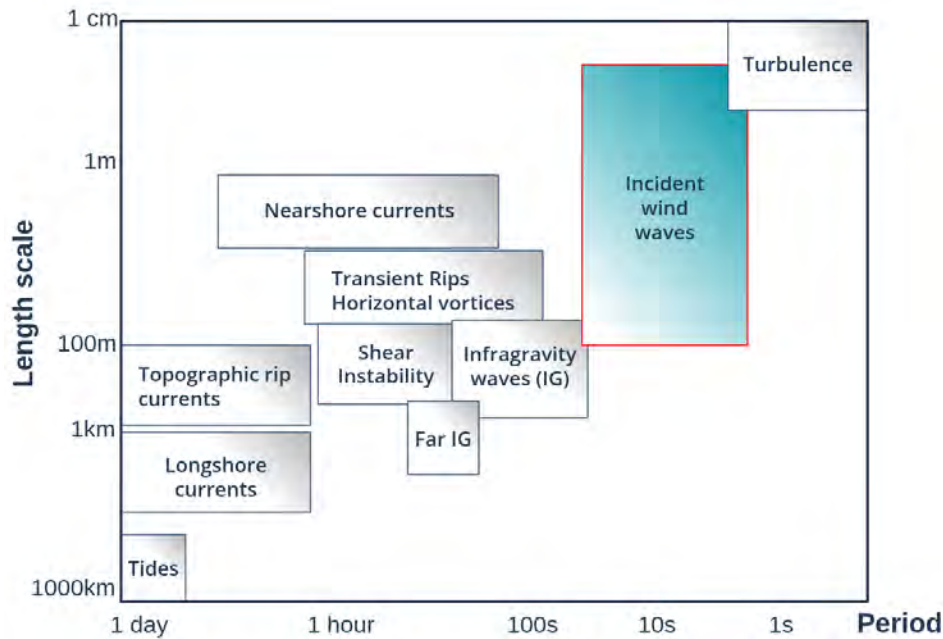 1 cm
Turbulence
1m
Incident
wind
waves
Nearshore currents
Transient Rips
Horizontal vortices
Length scale
100m
Shear
Instability
Infragravity
waves (IG)
Topographic rip
currents
1km
Far IG
Longshore
currents
Tides
1000km
1 day
1 hour
100s
10s
1s
Period